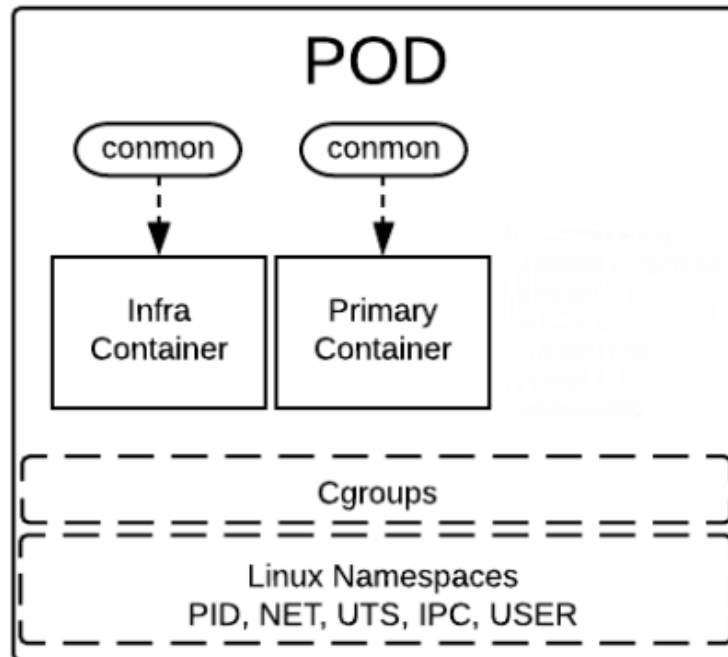 POD
conmon
conmon
Infra
Container
Primary
Container
Cgroups
Linux Namespaces
PID, NET, UTS, IPC, USER